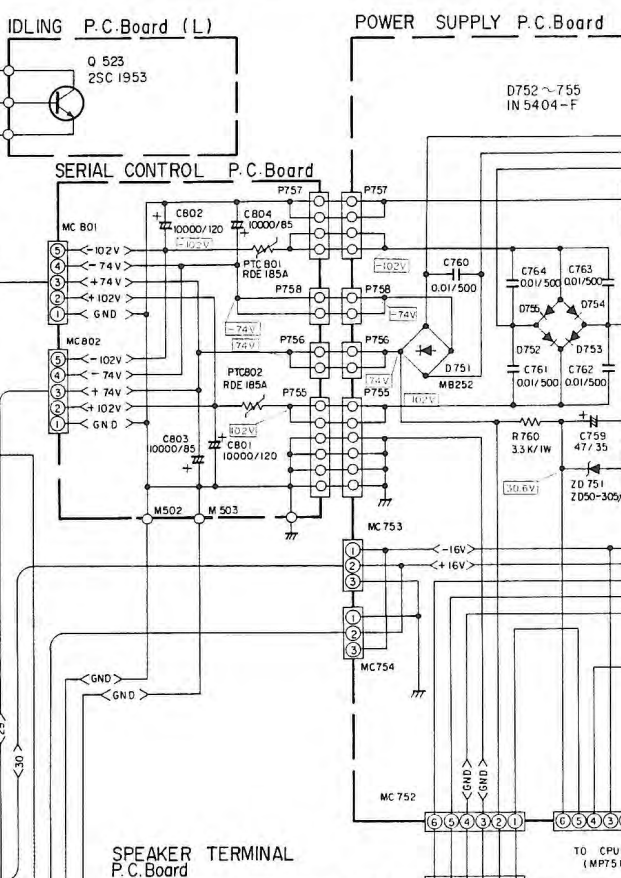 IDLING P.C.Board (L)
POWER SUPPLY P.C.Board
Q 523
2SC 1953
D752~755
IN5404-F
SERIAL CONTROL P.C.Board
P757
P757
MC 801
C802
10000/120
C804
10000/85
-102V
5 -102V
4 -74V
3 +74V
2 +102V
1 GND
PTC 801
RDE 185A
P758
P758
-102V
C760
0.01/500
C764
0.01/500
C763
0.01/500
D755
D754
-74V
74V
-74V
P756
P756
MC802
5 -102V
4 -74V
3 +74V
2 +102V
1 GND
PTC802
RDE 185A
D751
MB252
D752
D753
C761
0.01/500
C762
0.01/500
74V
102V
P755
P755
102V
C803
10000/85
C801
10000/120
R760
3.3K/1W
C759
47/35
30.6V
ZD 751
ZD50-305
M502
M 503
MC 753
1
2
3
-16V
+16V
1
2
3
MC754
GND
GND
29
30
GND
GND
MC 752
6 5 4 3 2 1
6 5 4 3
TO CPU
(MP751
SPEAKER TERMINAL
P.C.Board